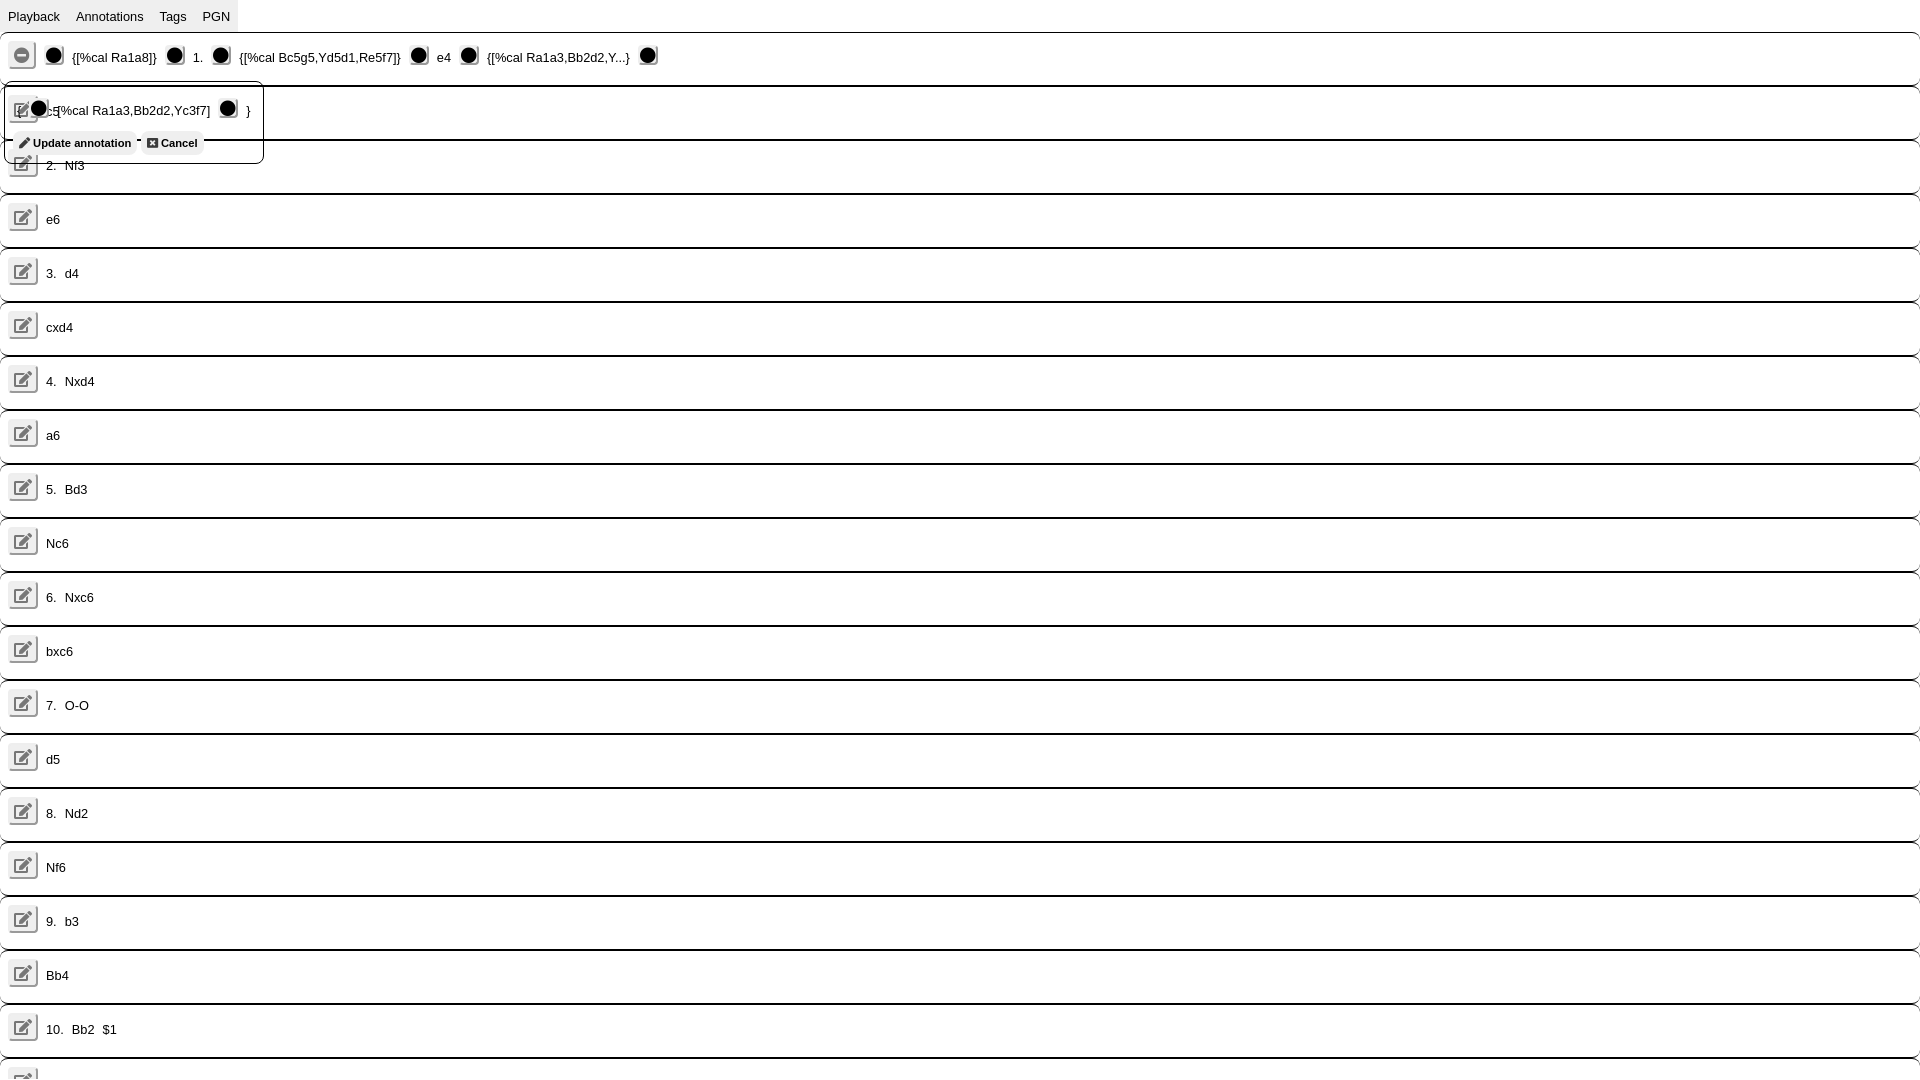 Playback Annotations Tags PGN
{[%cal Ra1a8]} 1. {[%cal Bc5g5,Yd5d1,Re5f7]} e4 {[%cal Ra1a3,Bb2d2,Y...}
{ [%cal Ra1a3,Bb2d2,Yc3f7] }
c5
Update annotation Cancel
2. Nf3
e6
3. d4
cxd4
4. Nxd4
a6
5. Bd3
Nc6
6. Nxc6
bxc6
7. O-O
d5
8. Nd2
Nf6
9. b3
Bb4
10. Bb2 $1